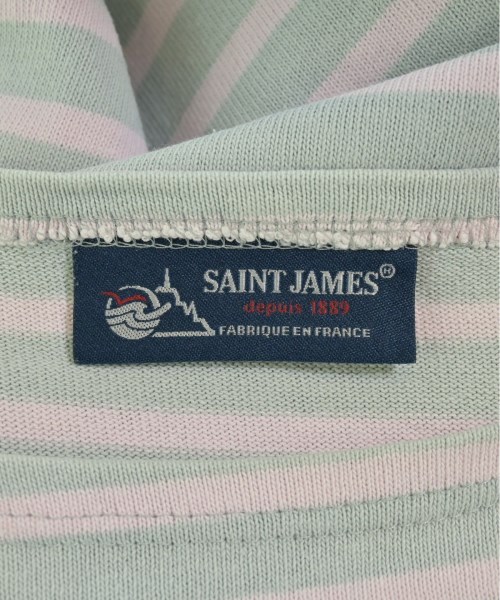 SAINT JAMES®
depuis 1889
FABRIQUE EN FRANCE